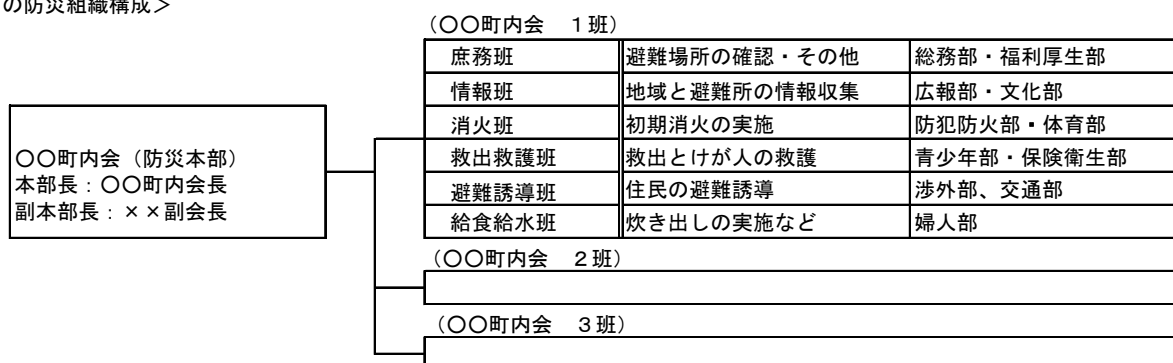 の防災組織構成＞
（〇〇町内会　１班）
庶務班　避難場所の確認・その他　総務部・福利厚生部
情報班　地域と避難所の情報収集　広報部・文化部
消火班　初期消火の実施　防犯防火部・体育部
救出救護班　救出とけが人の救護　青少年部・保険衛生部
避難誘導班　住民の避難誘導　渉外部、交通部
給食給水班　炊き出しの実施など　婦人部
〇〇町内会（防災本部）
本部長：〇〇町内会長
副本部長：××副会長
（〇〇町内会　２班）
（〇〇町内会　３班）